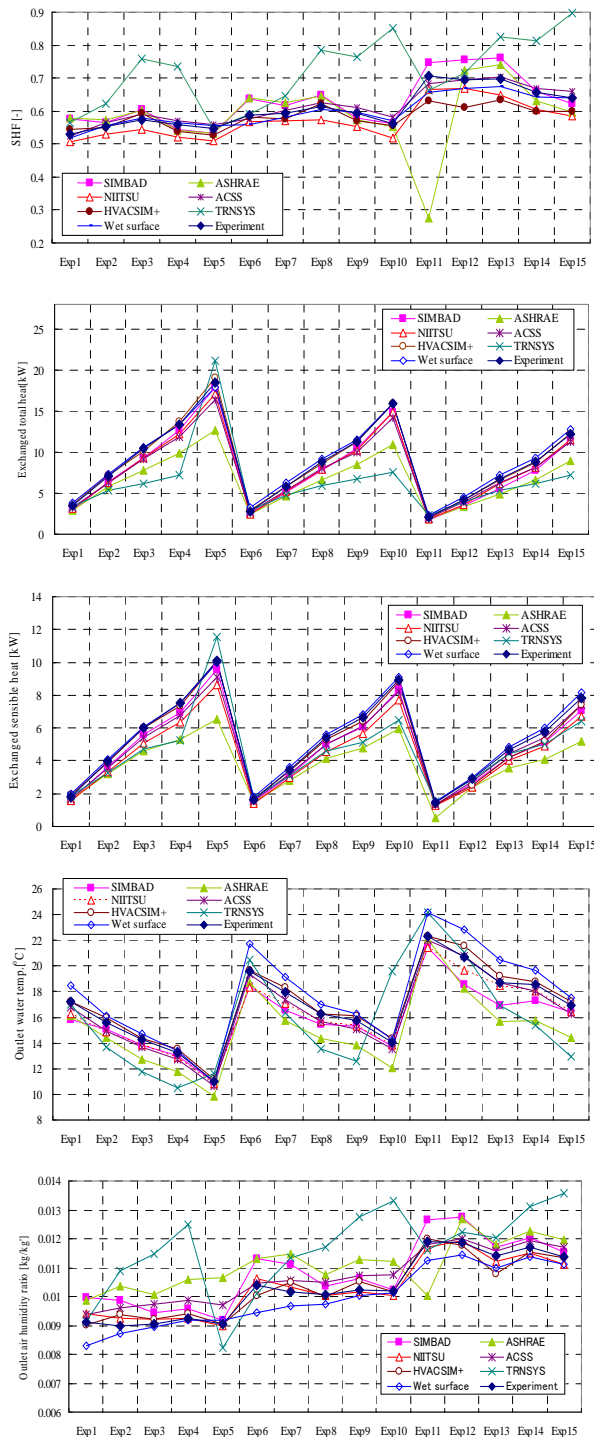 0.9
0.8
0.7
0.6
0.5
0.4
0.3
0.2
SHF [-]
SIMBAD
ASHRAE
NIITSU
ACSS
HVACSIM+
TRNSYS
Wet surface
Experiment
Exp1 Exp2 Exp3 Exp4 Exp5 Exp6 Exp7 Exp8 Exp9 Exp10 Exp11 Exp12 Exp13 Exp14 Exp15
25
20
15
10
5
0
Exchanged total heat[kW]
SIMBAD
ASHRAE
NIITSU
ACSS
HVACSIM+
TRNSYS
Wet surface
Experiment
Exp1 Exp2 Exp3 Exp4 Exp5 Exp6 Exp7 Exp8 Exp9 Exp10 Exp11 Exp12 Exp13 Exp14 Exp15
14
12
10
8
6
4
2
0
Exchanged sensible heat [kW]
SIMBAD
ASHRAE
NIITSU
ACSS
HVACSIM+
TRNSYS
Wet surface
Experiment
Exp1 Exp2 Exp3 Exp4 Exp5 Exp6 Exp7 Exp8 Exp9 Exp10 Exp11 Exp12 Exp13 Exp14 Exp15
26
24
22
20
18
16
14
12
10
8
Outlet water temp.[°C]
SIMBAD
ASHRAE
NIITSU
ACSS
HVACSIM+
TRNSYS
Wet surface
Experiment
Exp1 Exp2 Exp3 Exp4 Exp5 Exp6 Exp7 Exp8 Exp9 Exp10 Exp11 Exp12 Exp13 Exp14 Exp15
0.014
0.013
0.012
0.011
0.010
0.009
0.008
0.007
0.006
Outlet air humidity ratio [kg/kg']
SIMBAD
ASHRAE
NIITSU
ACSS
HVACSIM+
TRNSYS
Wet surface
Experiment
Exp1 Exp2 Exp3 Exp4 Exp5 Exp6 Exp7 Exp8 Exp9 Exp10 Exp11 Exp12 Exp13 Exp14 Exp15